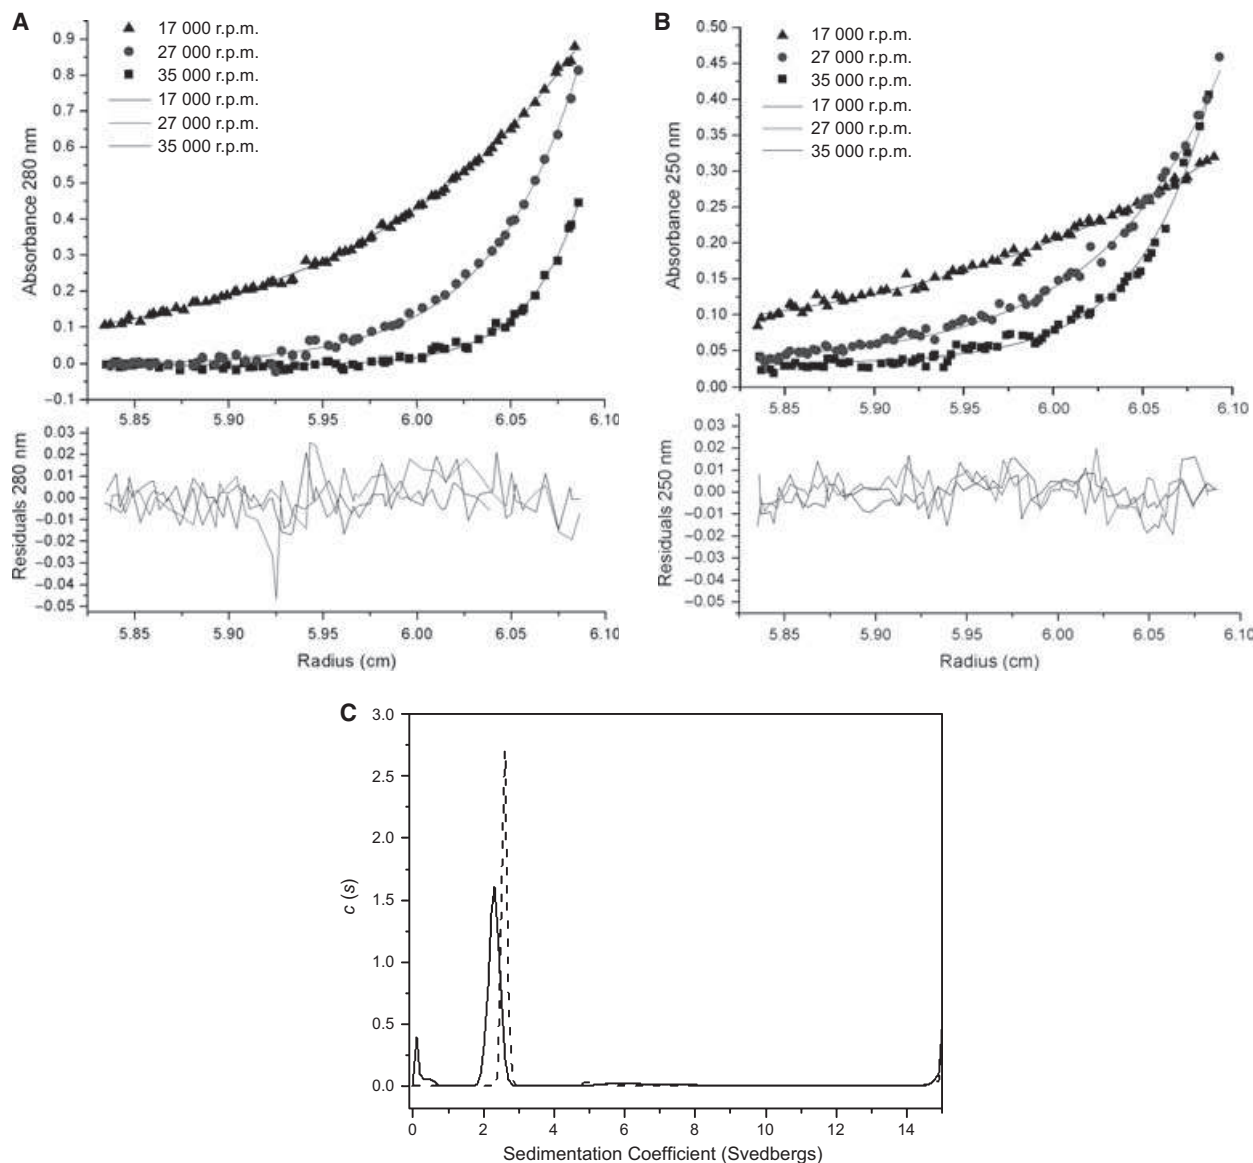 A
17 000 r.p.m.
27 000 r.p.m.
35 000 r.p.m.
17 000 r.p.m.
27 000 r.p.m.
35 000 r.p.m.
Absorbance 280 nm
0.9
0.8
0.7
0.6
0.5
0.4
0.3
0.2
0.1
0.0
–0.1
5.85 5.90 5.95 6.00 6.05 6.10
Residuals 280 nm
0.03
0.02
0.01
0.00
–0.01
–0.02
–0.03
–0.04
–0.05
5.85 5.90 5.95 6.00 6.05 6.10
Radius (cm)
B
17 000 r.p.m.
27 000 r.p.m.
35 000 r.p.m.
17 000 r.p.m.
27 000 r.p.m.
35 000 r.p.m.
Absorbance 250 nm
0.50
0.45
0.40
0.35
0.30
0.25
0.20
0.15
0.10
0.05
0.00
5.85 5.90 5.95 6.00 6.05 6.10
Residuals 250 nm
0.03
0.02
0.01
0.00
–0.01
–0.02
–0.03
–0.04
–0.05
5.85 5.90 5.95 6.00 6.05 6.10
Radius (cm)
C
c (s)
3.0
2.5
2.0
1.5
1.0
0.5
0.0
0 2 4 6 8 10 12 14
Sedimentation Coefficient (Svedbergs)